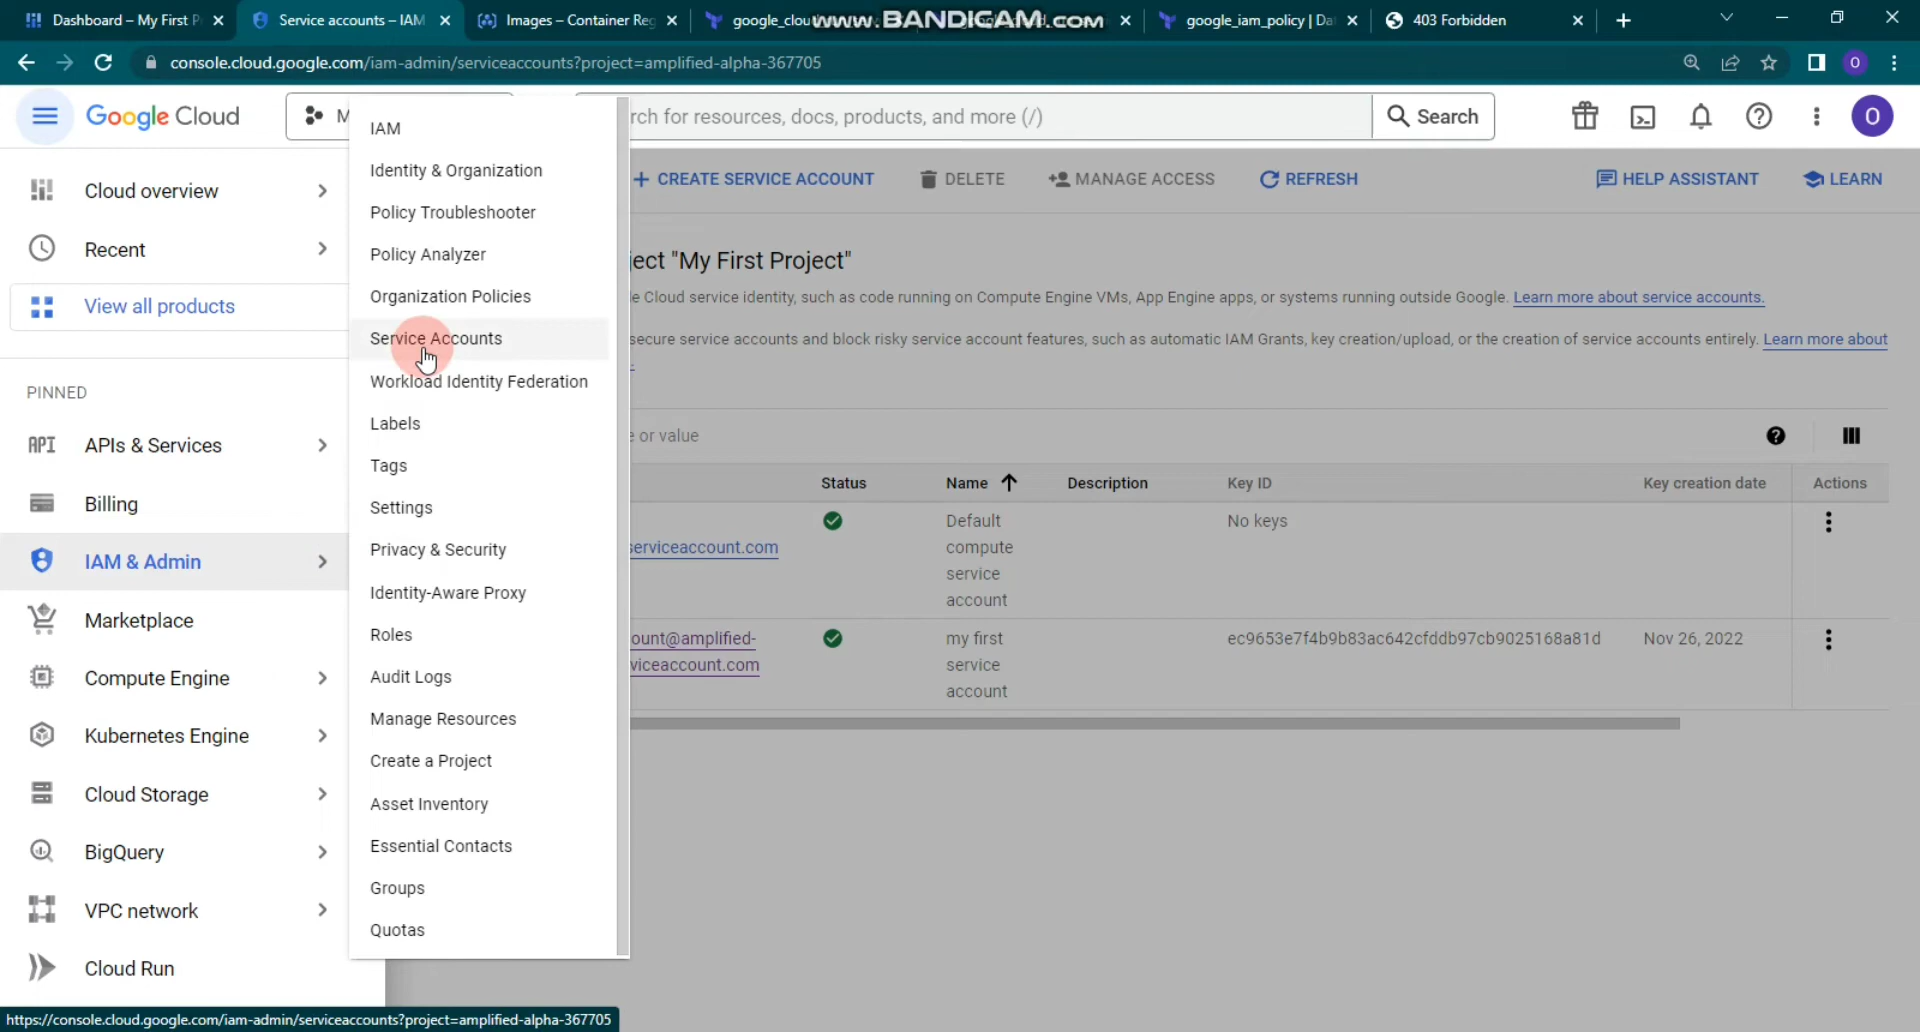 Dashboard – My First P
Service accounts – IAM
Images – Container Reg
google_clou
www.BANDICAM.com
google_iam_policy | Da
403 Forbidden
console.cloud.google.com/iam-admin/serviceaccounts?project=amplified-alpha-367705
O
Google Cloud
M
rch for resources, docs, products, and more (/)
Search
O
IAM
Identity & Organization
Policy Troubleshooter
Policy Analyzer
Organization Policies
Service Accounts
Workload Identity Federation
Labels
Tags
Settings
Privacy & Security
Identity-Aware Proxy
Roles
Audit Logs
Manage Resources
Create a Project
Asset Inventory
Essential Contacts
Groups
Quotas
Cloud overview
Recent
View all products
PINNED
API APIs & Services
Billing
IAM & Admin
Marketplace
Compute Engine
Kubernetes Engine
Cloud Storage
BigQuery
VPC network
Cloud Run
+ CREATE SERVICE ACCOUNT
DELETE
MANAGE ACCESS
REFRESH
HELP ASSISTANT
LEARN
ject "My First Project"
le Cloud service identity, such as code running on Compute Engine VMs, App Engine apps, or systems running outside Google. Learn more about service accounts.
secure service accounts and block risky service account features, such as automatic IAM Grants, key creation/upload, or the creation of service accounts entirely. Learn more about
e or value
Status
Name
Description
Key ID
Key creation date
Actions
serviceaccount.com
Default
compute
service
account
No keys
ount@amplified-
viceaccount.com
my first
service
account
ec9653e7f4b9b83ac642cfddb97cb9025168a81d
Nov 26, 2022
https://console.cloud.google.com/iam-admin/serviceaccounts?project=amplified-alpha-367705